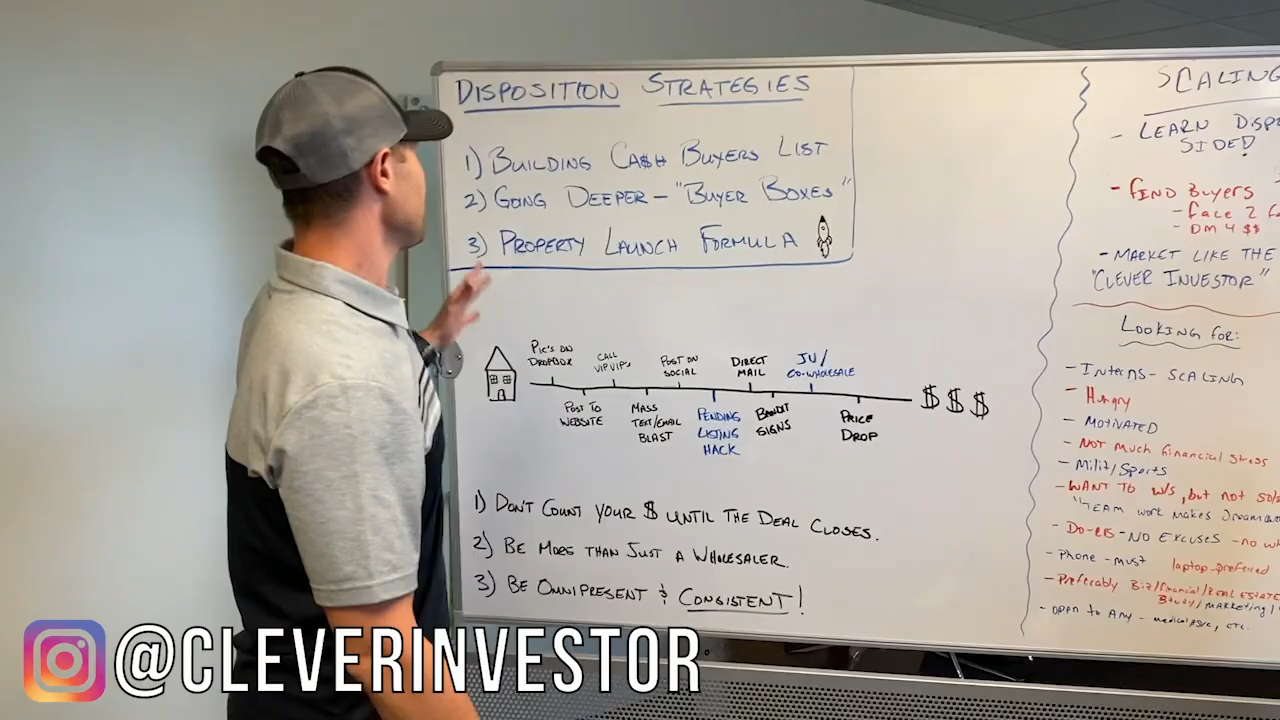 DISPOSITION STRATEGIES
1) BUILDING CA$H BUYERS LIST
2) GOING DEEPER - "BUYER BOXES"
3) PROPERTY LAUNCH FORMULA
PIC'S ON
DROPBOX
CALL
VIP VIP'S
POST ON
SOCIAL
DIRECT
MAIL
JV/
CO-WHOLESALE
$ $ $
POST TO
WEBSITE
MASS
TEXT/EMAIL
BLAST
PENDING
LISTING
HACK
BANDIT
SIGNS
PRICE
DROP
1) DON'T COUNT YOUR $ UNTIL THE DEAL CLOSES.
2) BE MORE THAN JUST A WHOLESALER.
3) BE OMNIPRESENT & CONSISTENT!
SCALING
- LEARN DISP
SIDE!
- FIND BUYERS
- FACE 2 F
- DM 4 $$
- MARKET LIKE THE
"CLEVER INVESTOR"
LOOKING FOR:
- INTERNS - SCALING
- HUNGRY
- MOTIVATED
- NOT MUCH FINANCIAL STRESS
- MILIT/SPORTS
- WANT TO W/S, BUT NOT SO
"TEAM WORK MAKES DREAM
- DO-ERS - NO EXCUSES - NO W
- PHONE - MUST laptop preferred
- PREFERABLY BIZ/FINANCIAL/REAL ESTATE
STUDY/MARKETING/
- OPEN TO ANY - medical, ETC.
@CLEVERINVESTOR